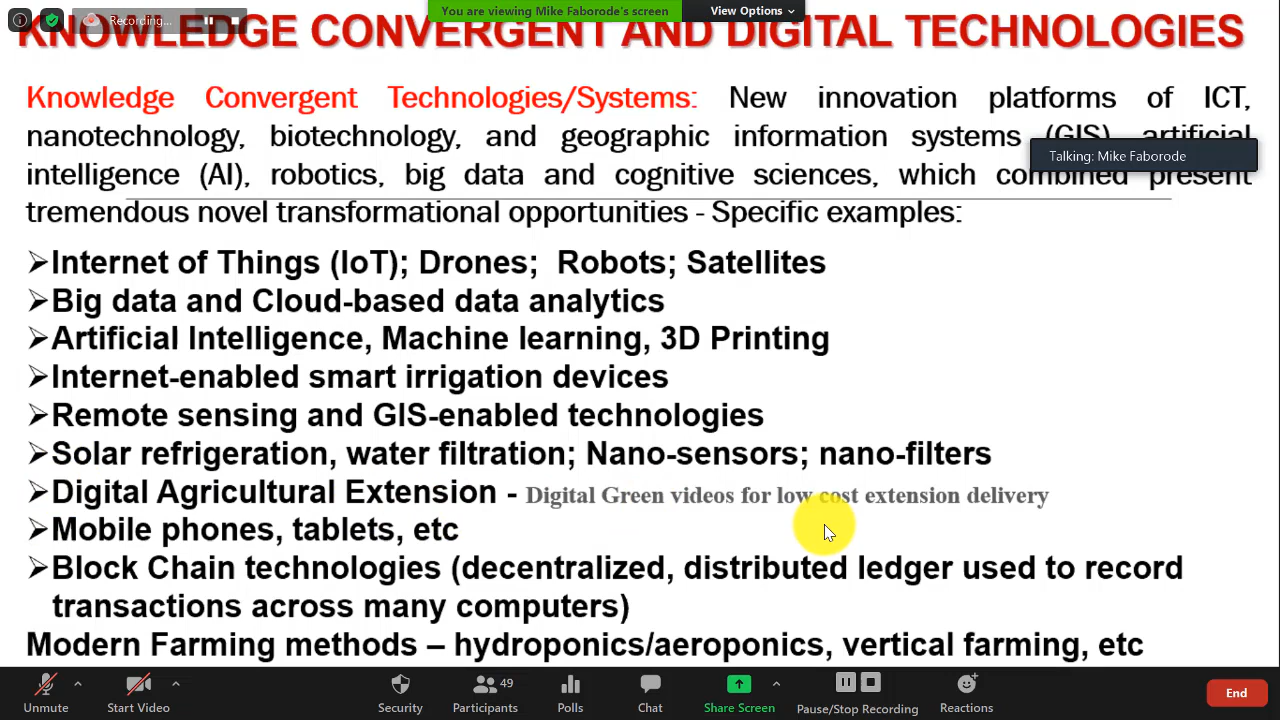 Recording...
You are viewing Mike Faborode's screen
View Options
KNOWLEDGE CONVERGENT AND DIGITAL TECHNOLOGIES
Knowledge Convergent Technologies/Systems: New innovation platforms of ICT,
nanotechnology, biotechnology, and geographic information systems (GIS), artificial
Talking: Mike Faborode
intelligence (AI), robotics, big data and cognitive sciences, which combined present
tremendous novel transformational opportunities - Specific examples:
➢Internet of Things (IoT); Drones; Robots; Satellites
➢Big data and Cloud-based data analytics
➢Artificial Intelligence, Machine learning, 3D Printing
➢Internet-enabled smart irrigation devices
➢Remote sensing and GIS-enabled technologies
➢Solar refrigeration, water filtration; Nano-sensors; nano-filters
➢Digital Agricultural Extension - Digital Green videos for low cost extension delivery
➢Mobile phones, tablets, etc
➢Block Chain technologies (decentralized, distributed ledger used to record
transactions across many computers)
Modern Farming methods – hydroponics/aeroponics, vertical farming, etc
49
Unmute Start Video Security Participants Polls Chat Share Screen Pause/Stop Recording Reactions End